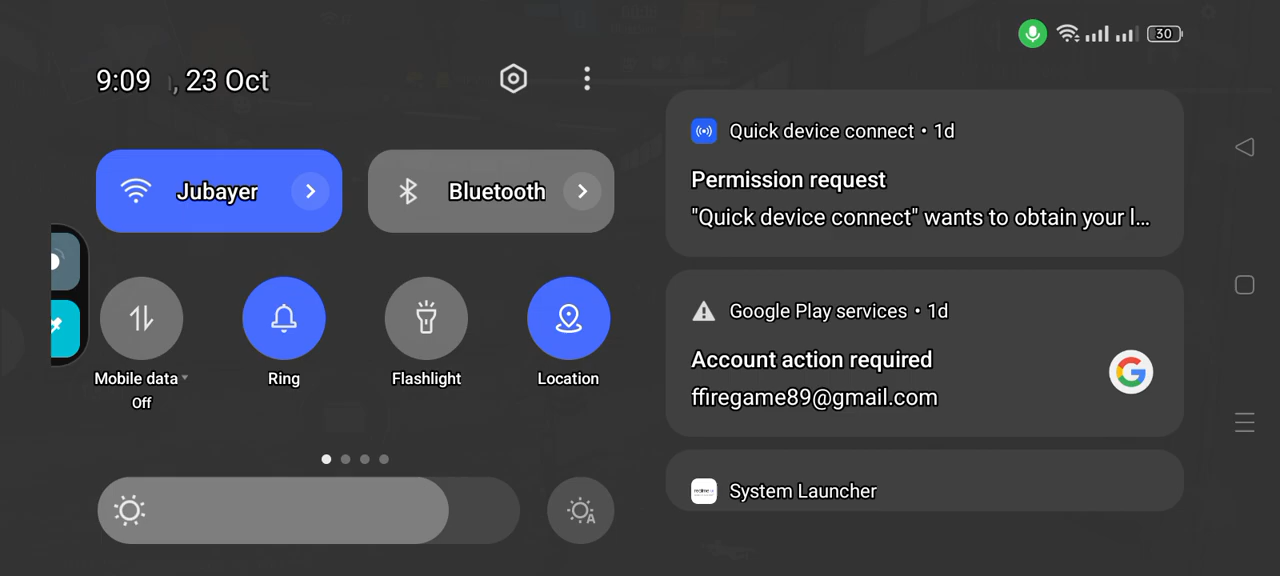 30
9:09 , 23 Oct
Jubayer
Bluetooth
Mobile data
Off
Ring
Flashlight
Location
A
Quick device connect • 1d
Permission request
"Quick device connect" wants to obtain your l...
Google Play services • 1d
Account action required
ffiregame89@gmail.com
System Launcher